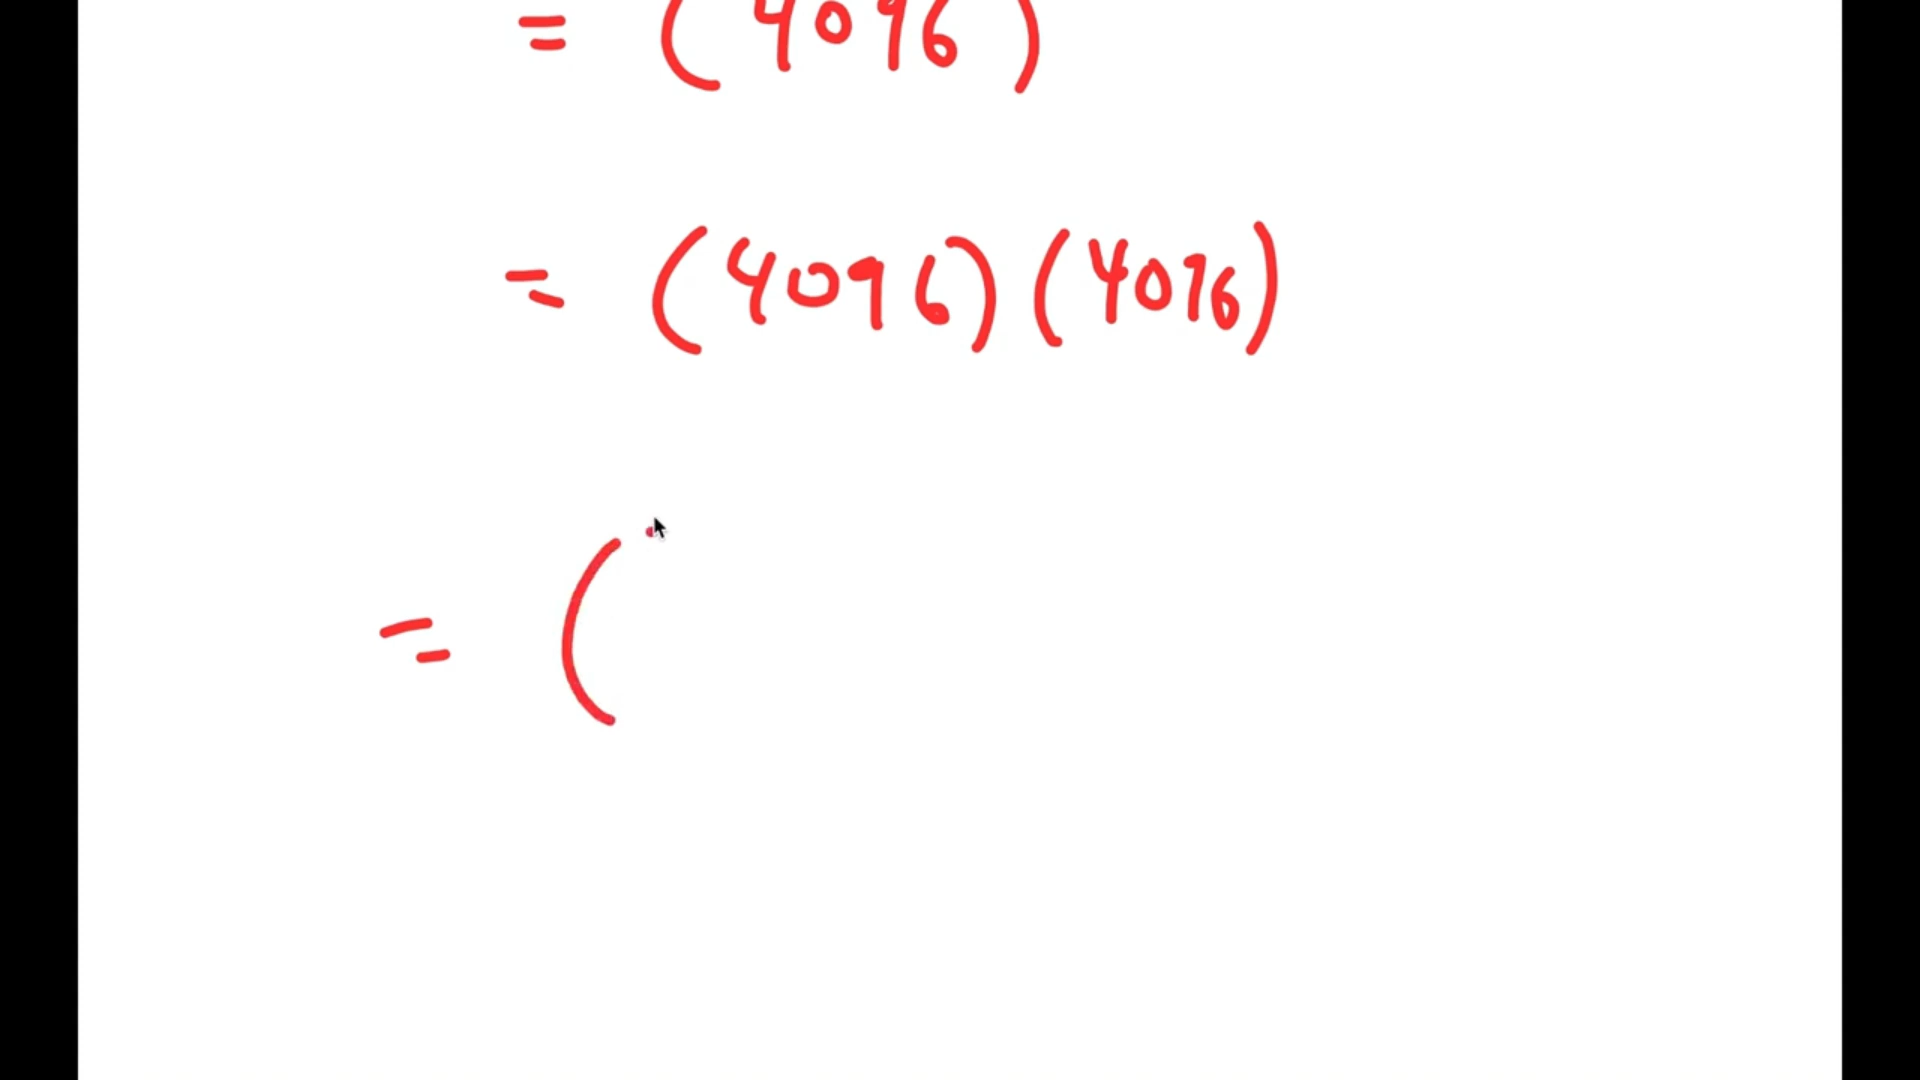 = (4096)
= (4096)(4096)
= (